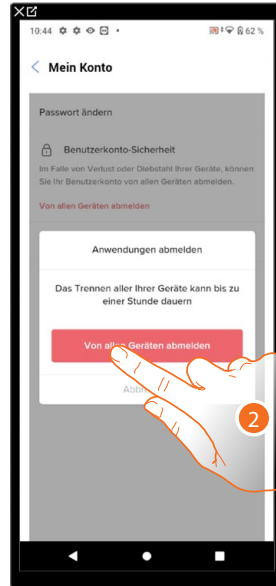 10:44
62 %
Mein Konto
Passwort ändern
Benutzerkonto-Sicherheit
Im Falle von Verlust oder Diebstahl Ihrer Geräte, können
Sie Ihr Benutzerkonto von allen Geräten abmelden.
Von allen Geräten abmelden
Anwendungen abmelden
Das Trennen aller Ihrer Geräte kann bis zu
einer Stunde dauern
Von allen Geräten abmelden
2